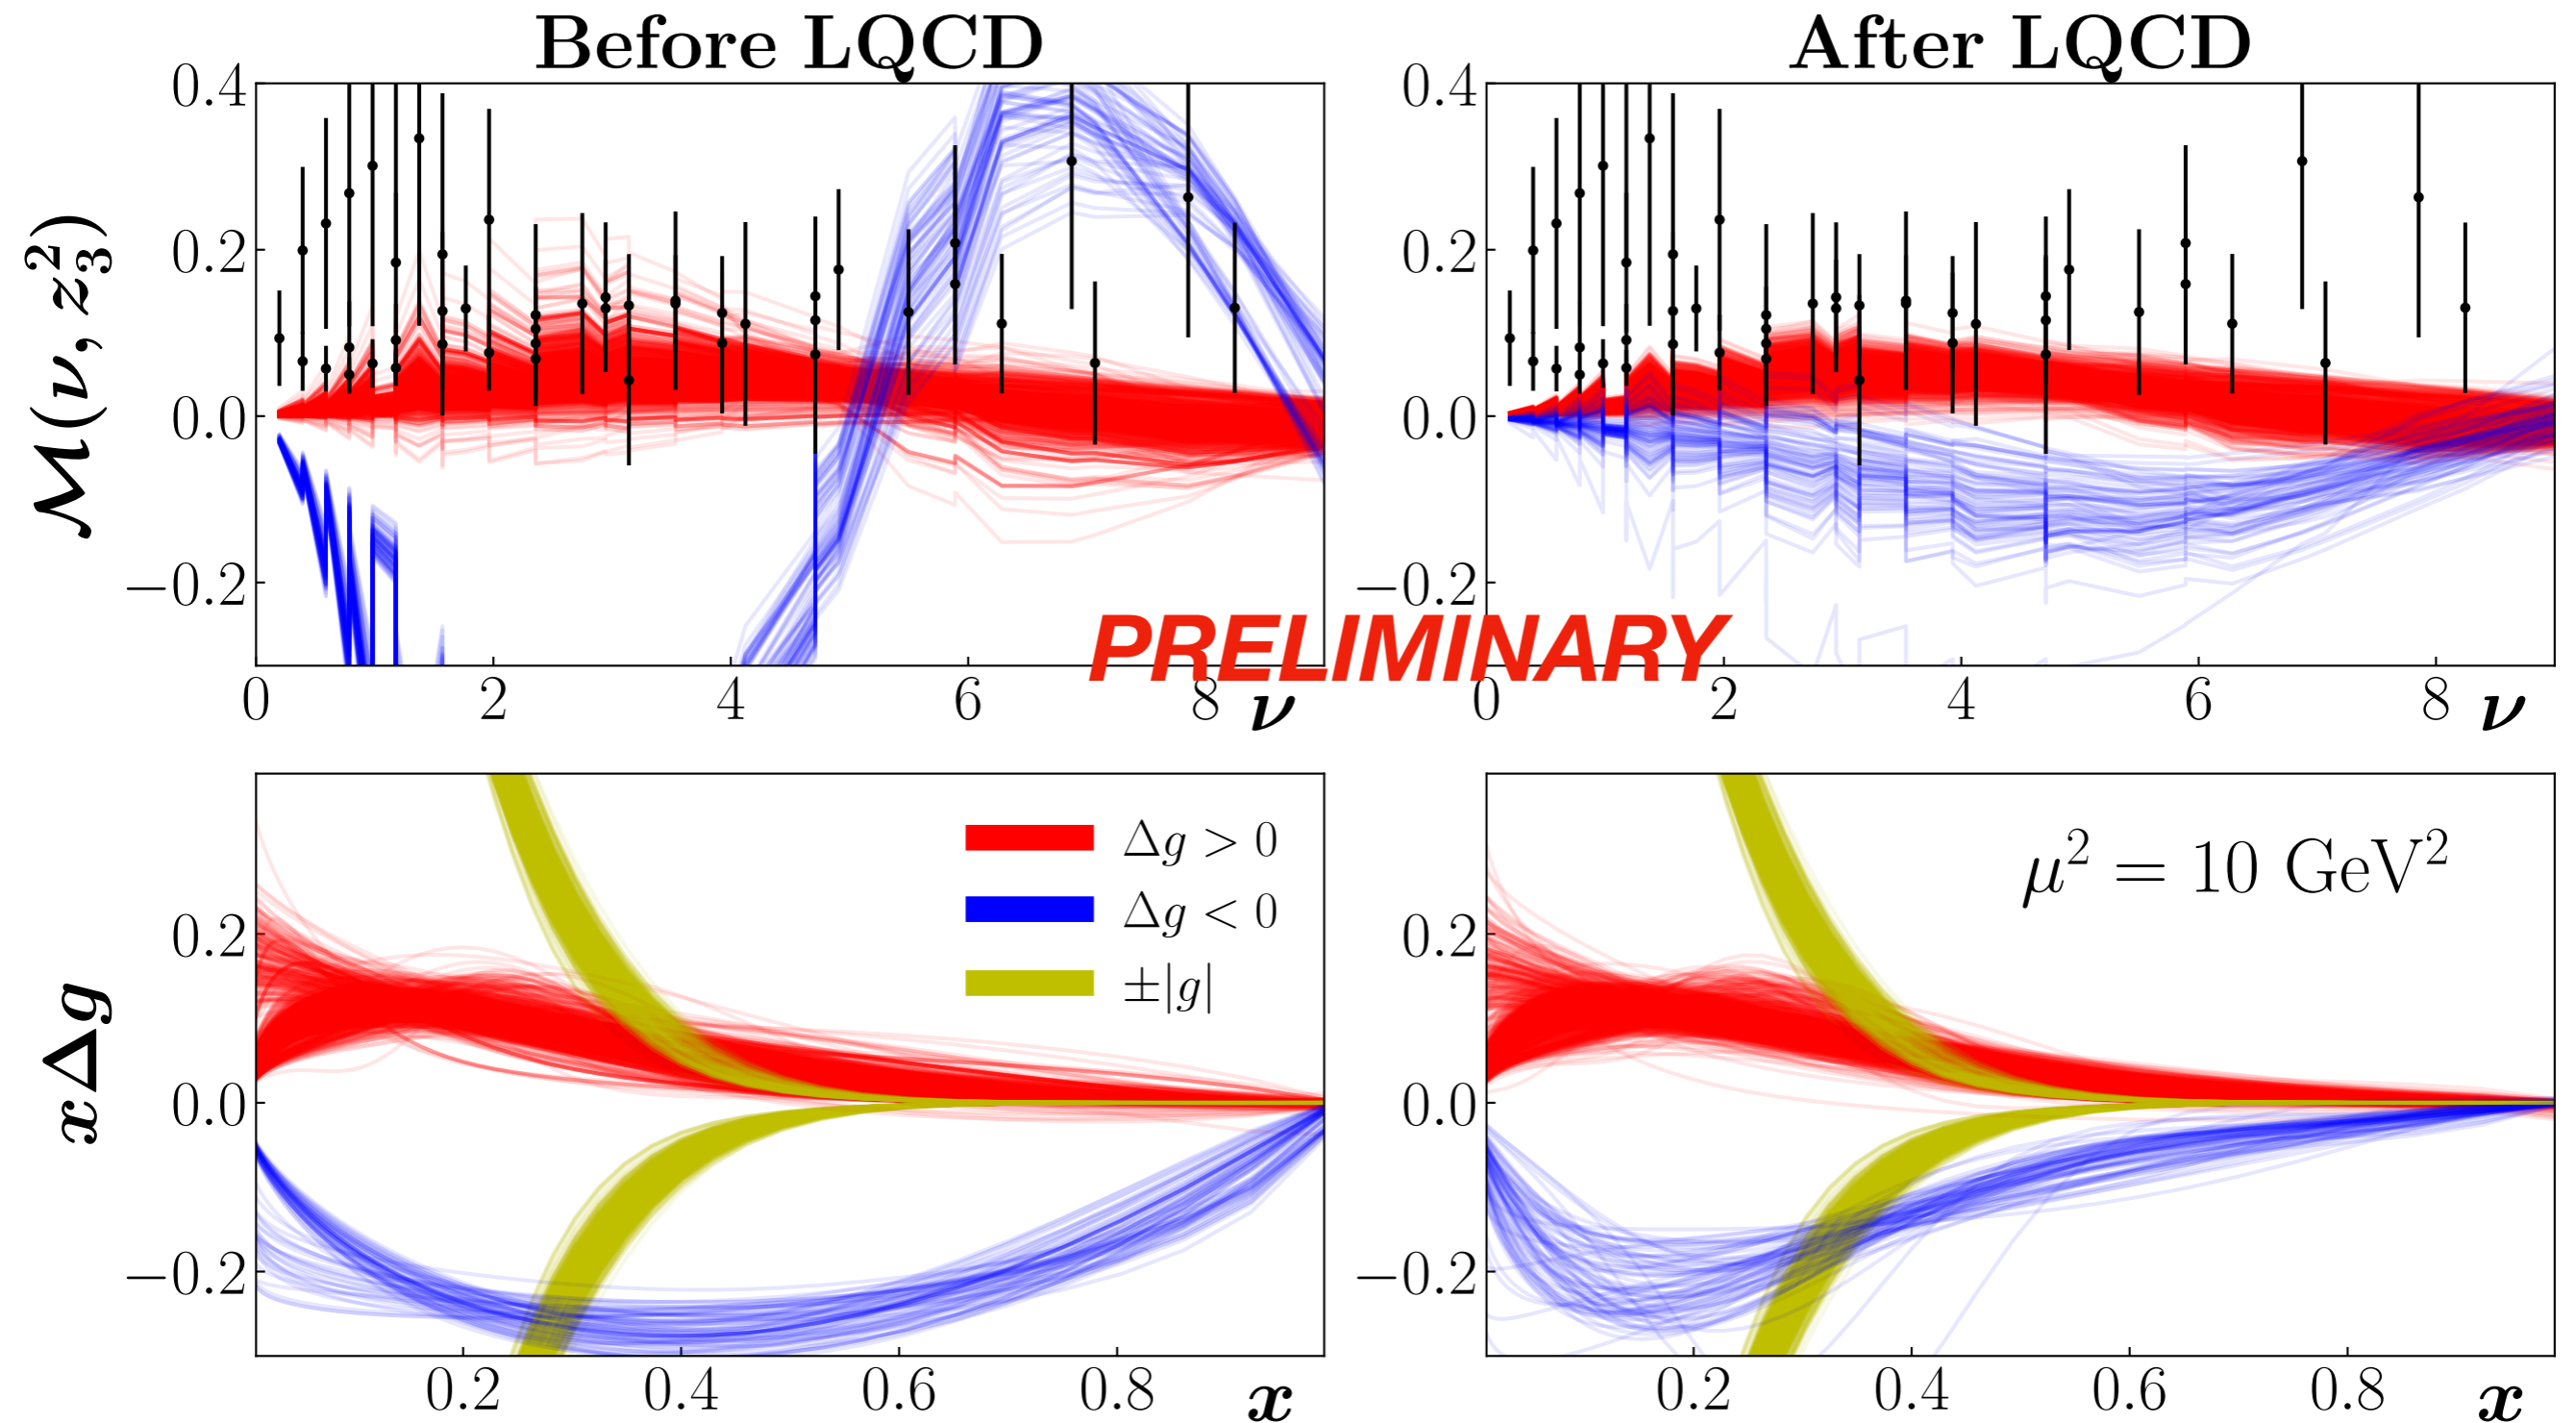 Before LQCD
After LQCD
0.4
0.2
0.0
−0.2
0 2 4 6 8 ν
M(ν, z₃²)
0.4
0.2
0.0
−0.2
0 2 4 6 8 ν
PRELIMINARY
xΔg
0.2
0.0
−0.2
0.2 0.4 0.6 0.8 x
Δg > 0
Δg < 0
±|g|
μ² = 10 GeV²
0.2
0.0
−0.2
0.2 0.4 0.6 0.8 x